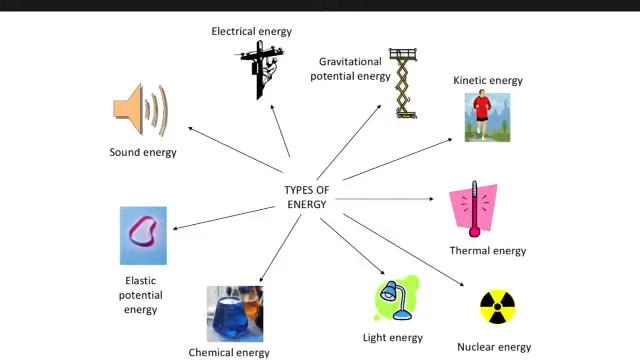 Electrical energy
Gravitational
potential energy
Kinetic energy
Sound energy
TYPES OF
ENERGY
Thermal energy
Elastic
potential
energy
Chemical energy
Light energy
Nuclear energy